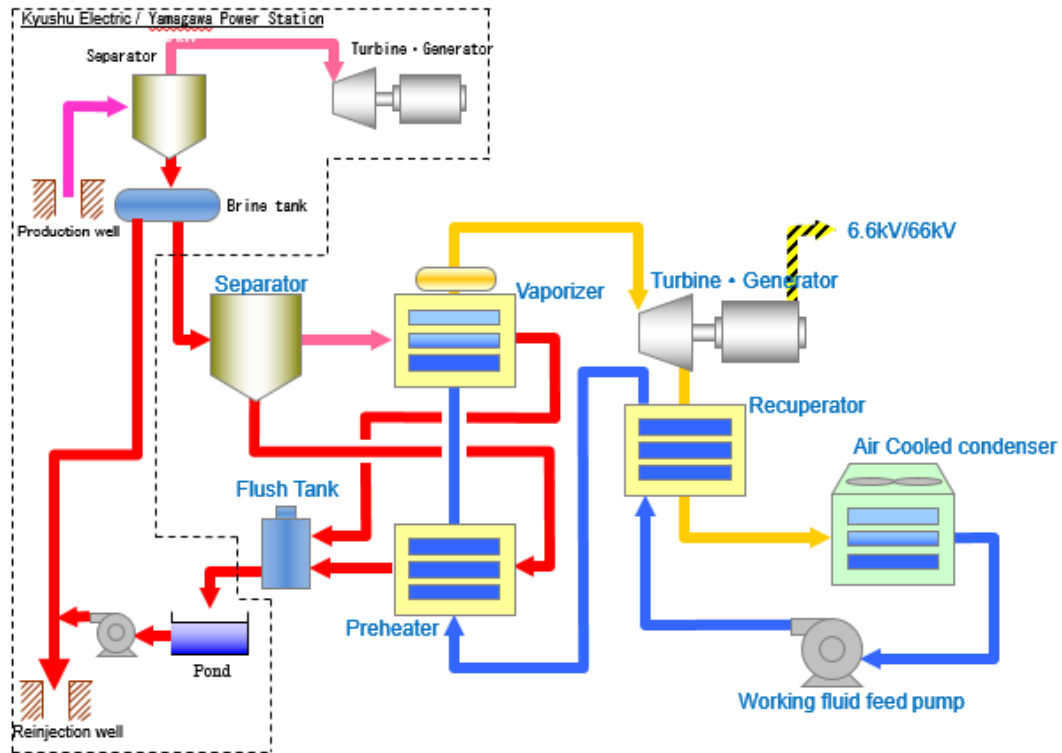 Kyushu Electric / Yamagawa Power Station
Separator
Turbine・Generator
Production well
Brine tank
6.6kV/66kV
Separator
Vaporizer
Turbine・Generator
Recuperator
Air Cooled condenser
Flush Tank
Preheater
Pond
Working fluid feed pump
Reinjection well